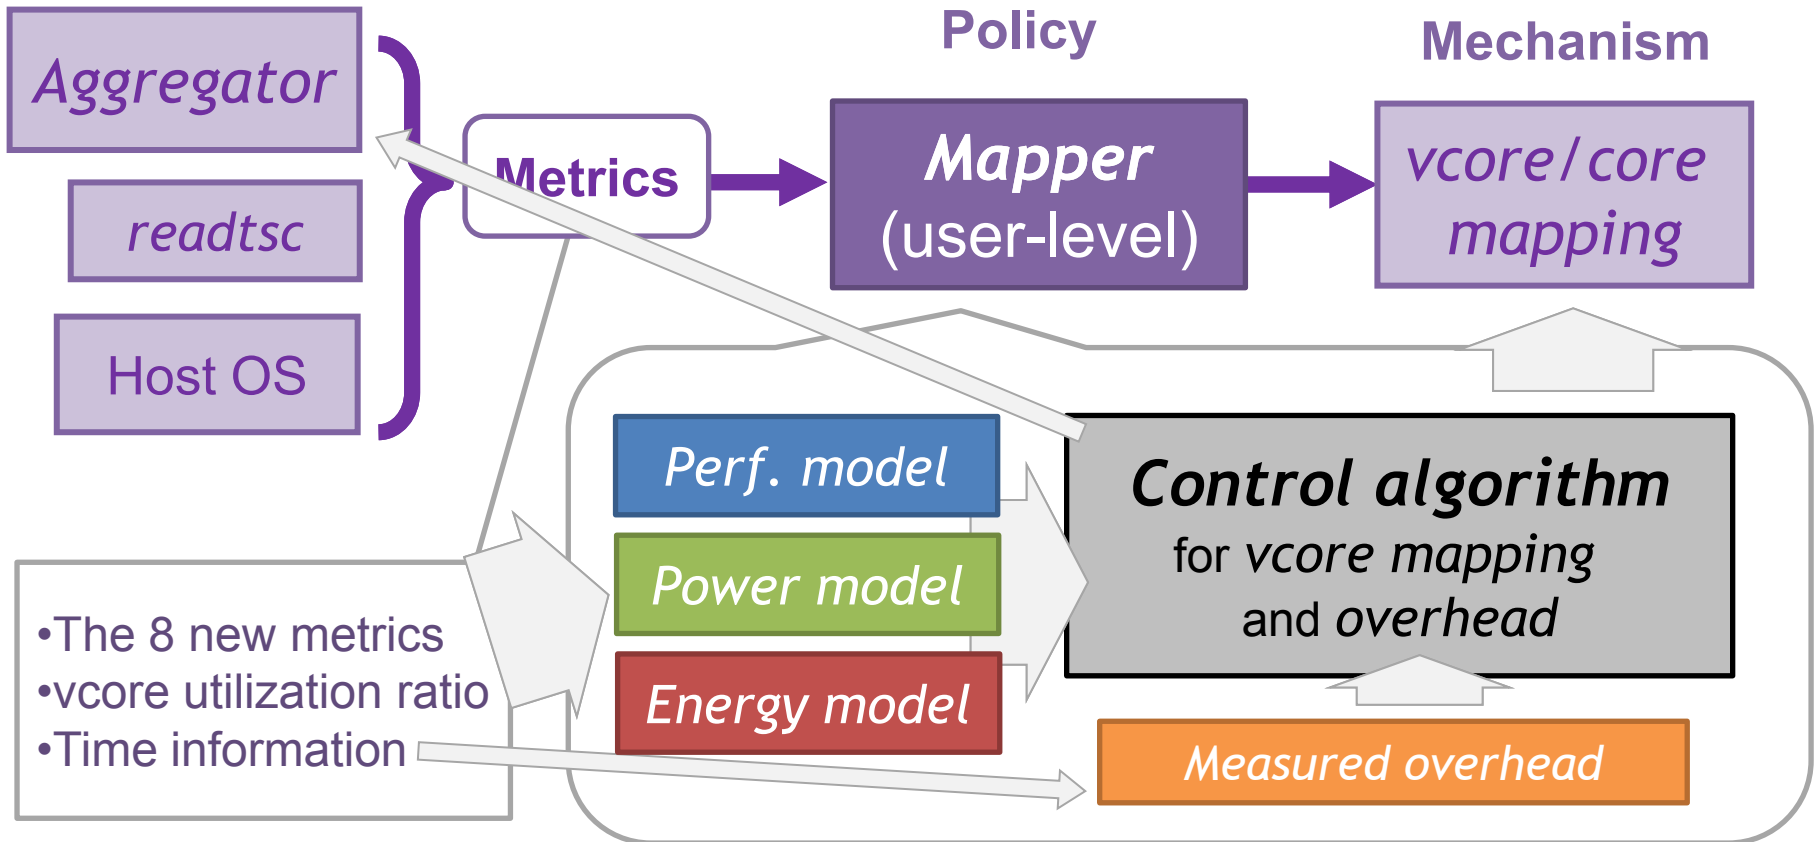 Policy
Mechanism
Aggregator
readtsc
Host OS
Metrics
Mapper
(user-level)
vcore/core
mapping
Perf. model
Power model
Energy model
Control algorithm
for vcore mapping
and overhead
Measured overhead
•The 8 new metrics
•vcore utilization ratio
•Time information